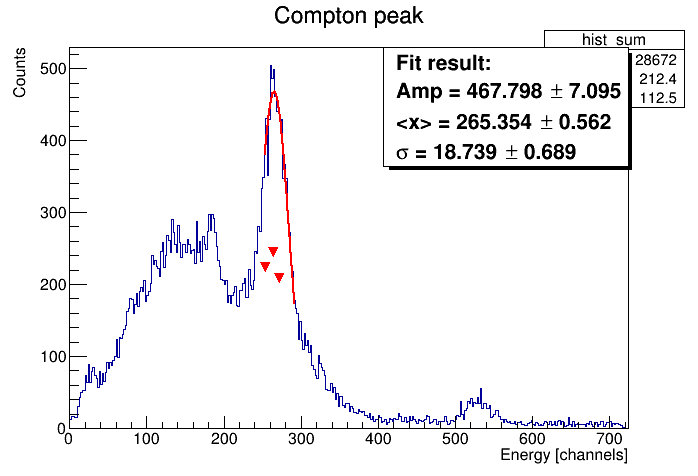 Compton peak
hist_sum
28672
212.4
112.5
Fit result:
Amp = 467.798 ± 7.095
<x> = 265.354 ± 0.562
σ = 18.739 ± 0.689
Counts
500
400
300
200
100
0
0 100 200 300 400 500 600 700
Energy [channels]